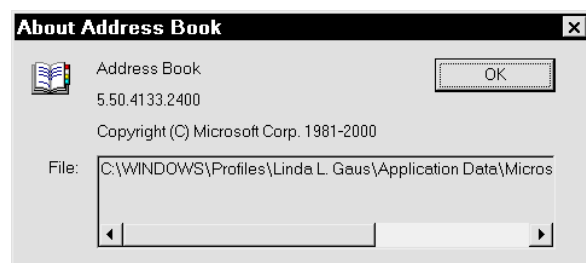 About Address Book
Address Book
OK
5.50.4133.2400
Copyright (C) Microsoft Corp. 1981-2000
File: C:\WINDOWS\Profiles\Linda L. Gaus\Application Data\Micros